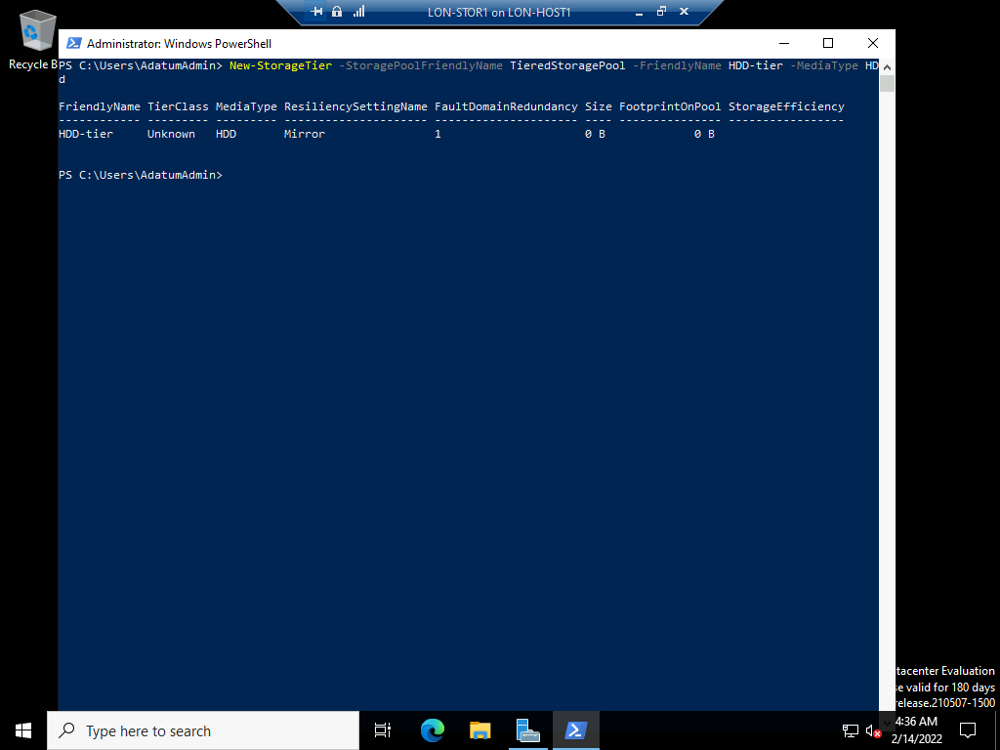 LON-STOR1 on LON-HOST1
Recycle B
Administrator: Windows PowerShell
PS C:\Users\AdatumAdmin> New-StorageTier -StoragePoolFriendlyName TieredStoragePool -FriendlyName HDD-tier -MediaType HD
d
FriendlyName TierClass MediaType ResiliencySettingName FaultDomainRedundancy Size FootprintOnPool StorageEfficiency
------------ --------- --------- --------------------- --------------------- ---- --------------- -----------------
HDD-tier Unknown HDD Mirror 1 0 B 0 B
PS C:\Users\AdatumAdmin>
tacenter Evaluation
se valid for 180 days
release.210507-1500
Type here to search
4:36 AM
2/14/2022